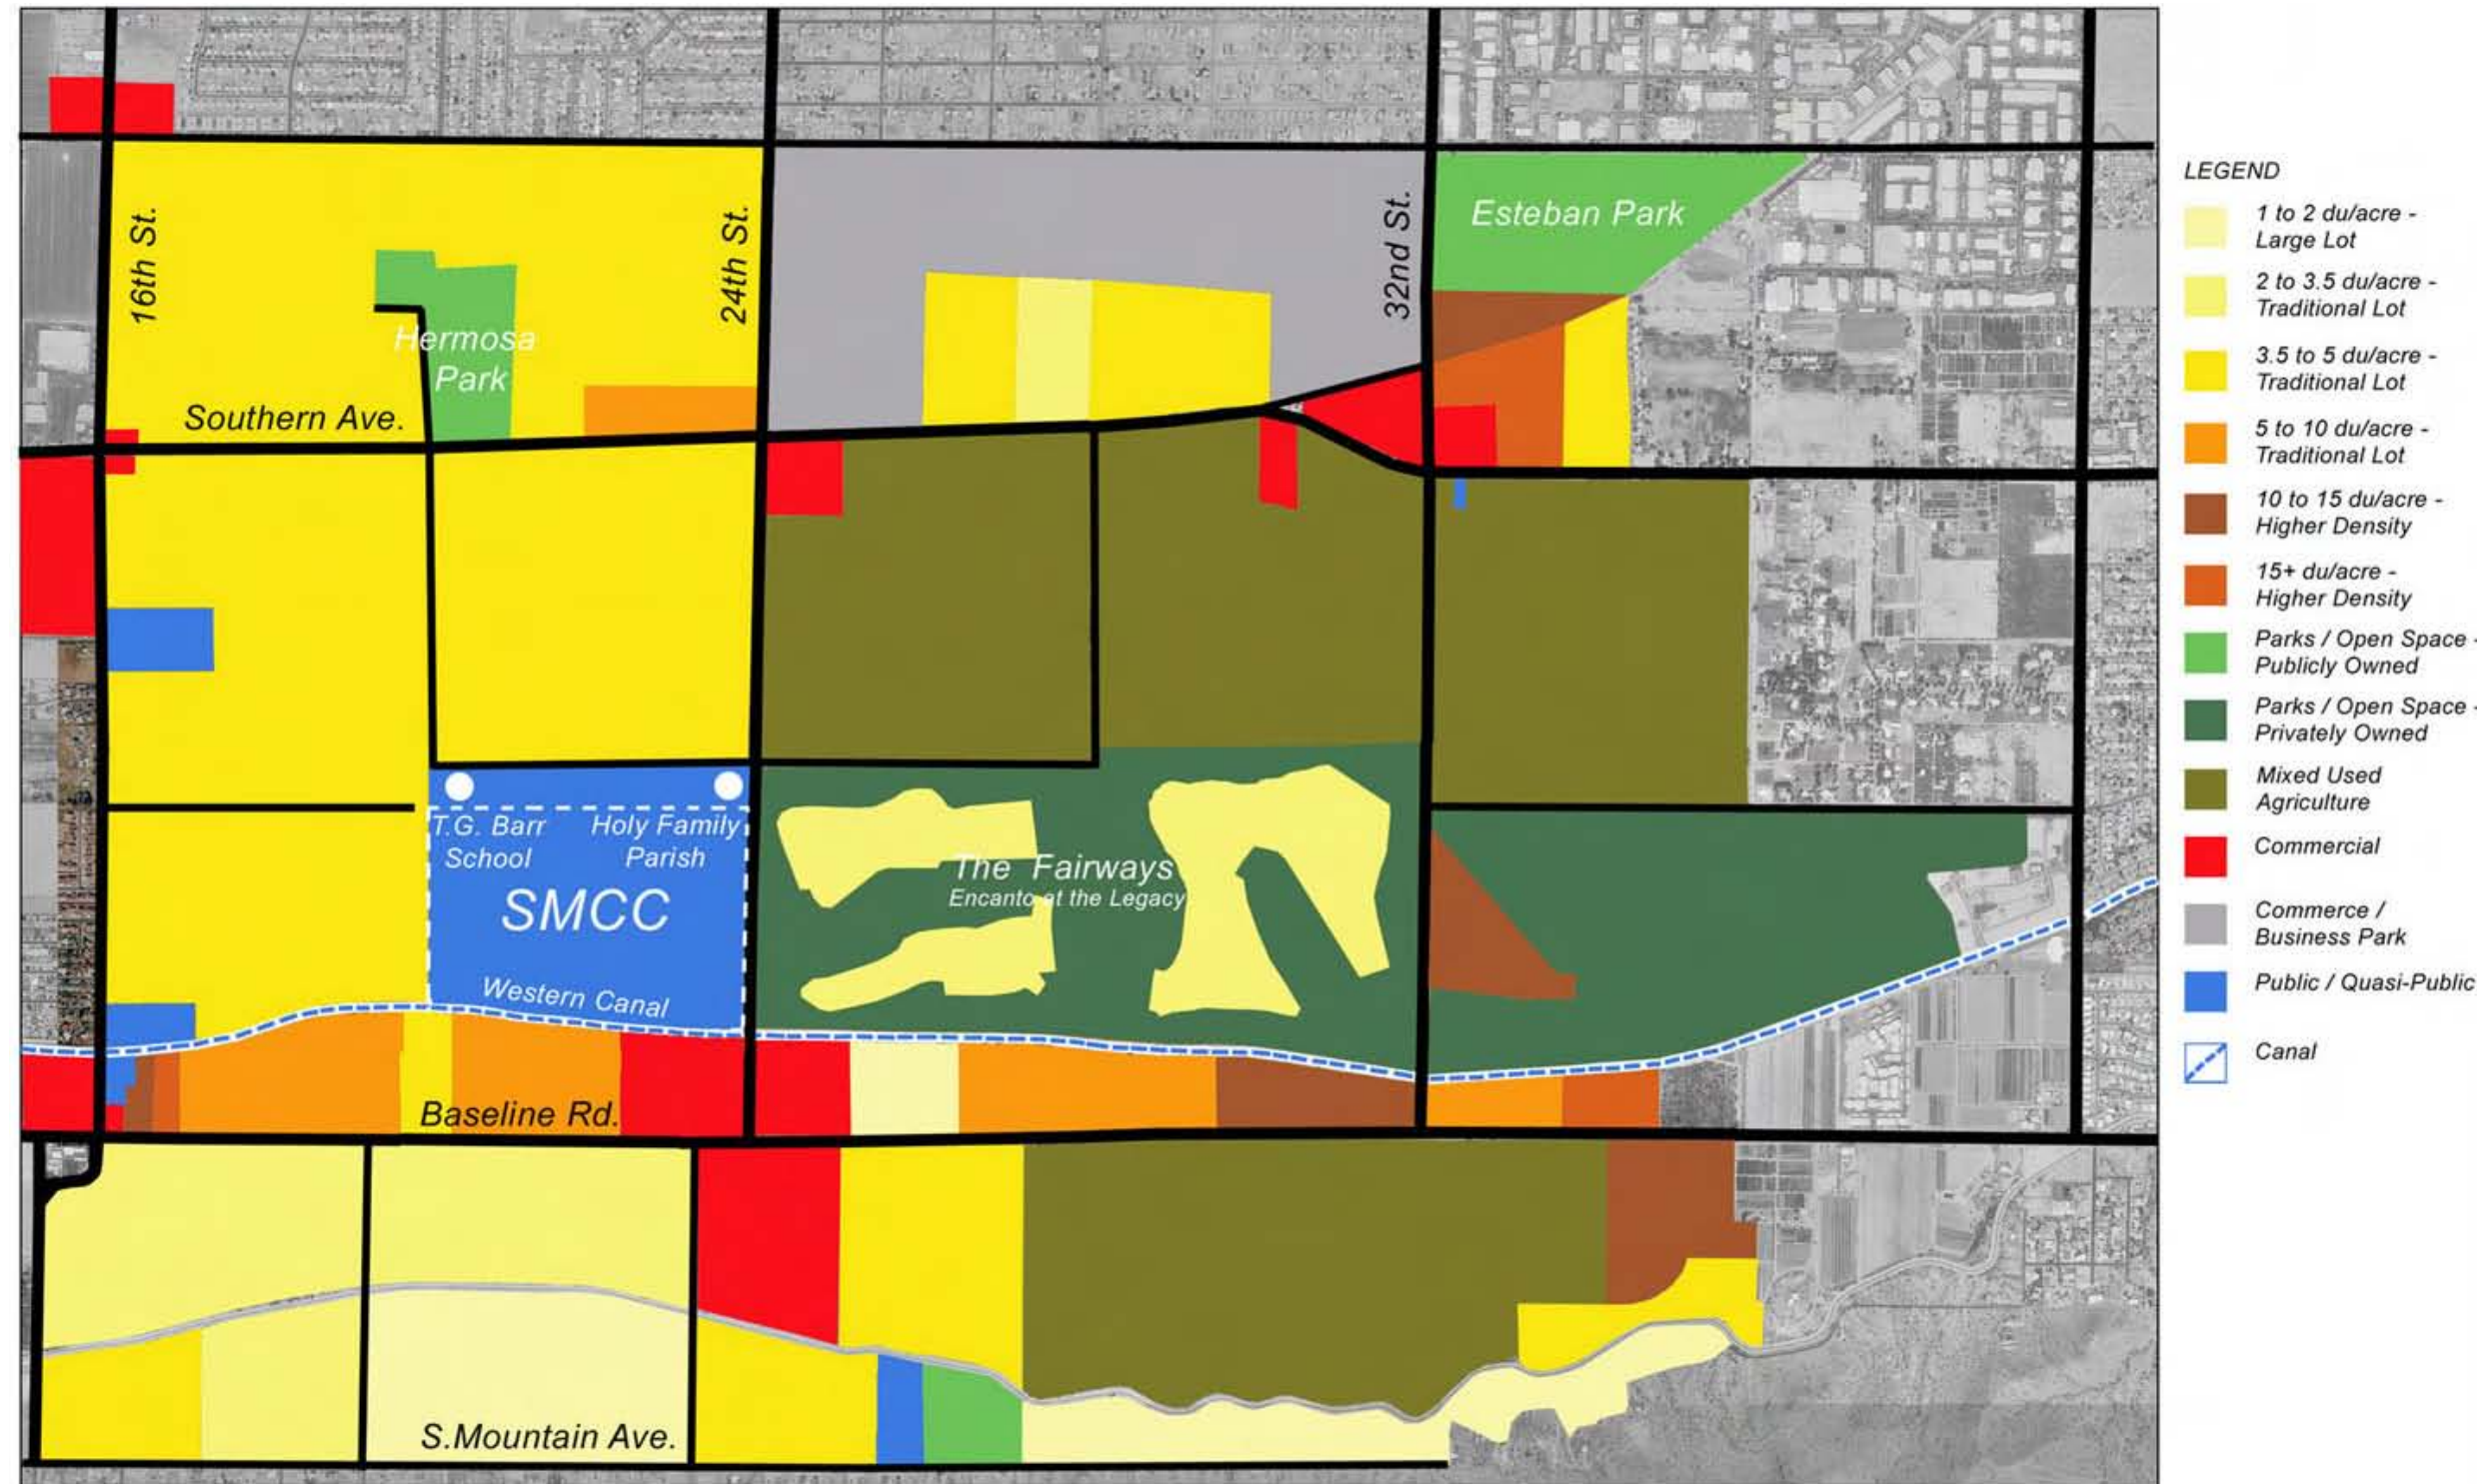 16th St.
24th St.
32nd St.
Esteban Park
Hermosa
Park
Southern Ave.
T.G. Barr
School
Holy Family
Parish
SMCC
Western Canal
The Fairways
Encanto at the Legacy
Baseline Rd.
S.Mountain Ave.
LEGEND
1 to 2 du/acre -
Large Lot
2 to 3.5 du/acre -
Traditional Lot
3.5 to 5 du/acre -
Traditional Lot
5 to 10 du/acre -
Traditional Lot
10 to 15 du/acre -
Higher Density
15+ du/acre -
Higher Density
Parks / Open Space -
Publicly Owned
Parks / Open Space -
Privately Owned
Mixed Used
Agriculture
Commercial
Commerce /
Business Park
Public / Quasi-Public
Canal